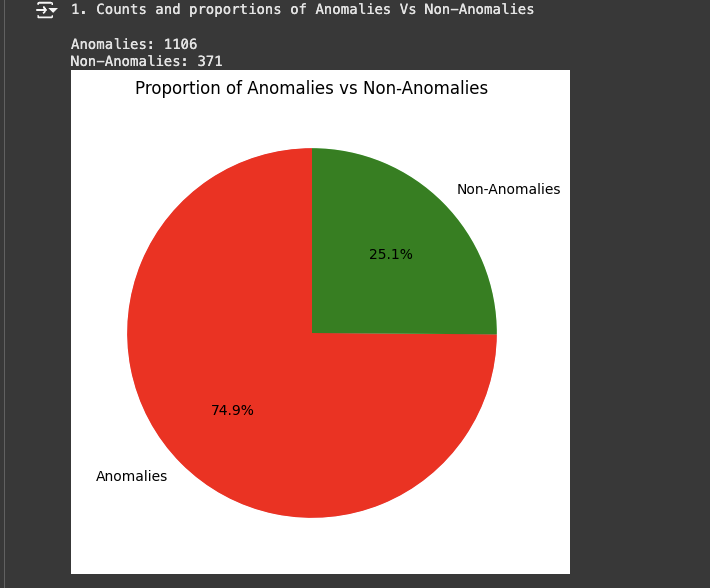 1. Counts and proportions of Anomalies Vs Non-Anomalies
Anomalies: 1106
Non-Anomalies: 371
Proportion of Anomalies vs Non-Anomalies
Non-Anomalies
25.1%
74.9%
Anomalies